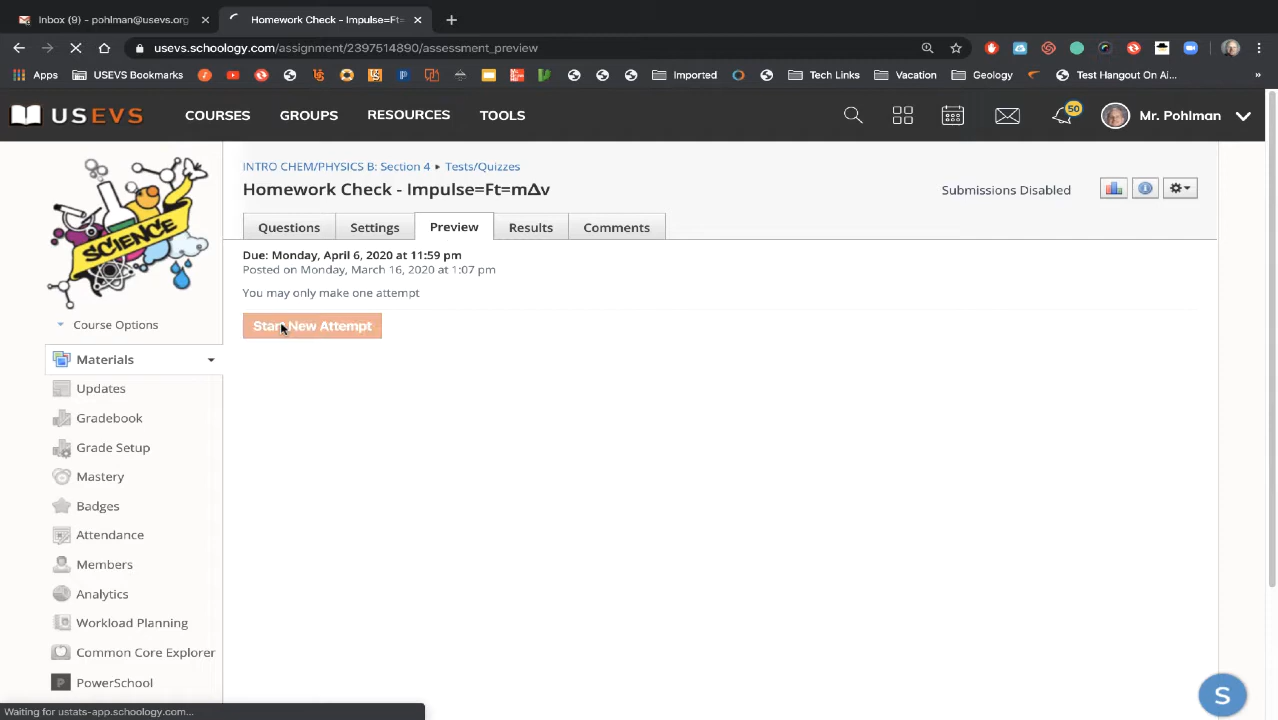 Inbox (9) - pohlman@usevs.org
Homework Check - Impulse=Ft=
usevs.schoology.com/assignment/2397514890/assessment_preview
Apps
USEVS Bookmarks
Imported
Tech Links
Vacation
Geology
Test Hangout On Ai...
»
USEVS
COURSES
GROUPS
RESOURCES
TOOLS
50
Mr. Pohlman
SCIENCE
INTRO CHEM/PHYSICS B: Section 4 ▸ Tests/Quizzes
Homework Check - Impulse=Ft=mΔv
Submissions Disabled
Questions
Settings
Preview
Results
Comments
Due: Monday, April 6, 2020 at 11:59 pm
Posted on Monday, March 16, 2020 at 1:07 pm
You may only make one attempt
Start New Attempt
Course Options
Materials
Updates
Gradebook
Grade Setup
Mastery
Badges
Attendance
Members
Analytics
Workload Planning
Common Core Explorer
P PowerSchool
S
Waiting for ustats-app.schoology.com...